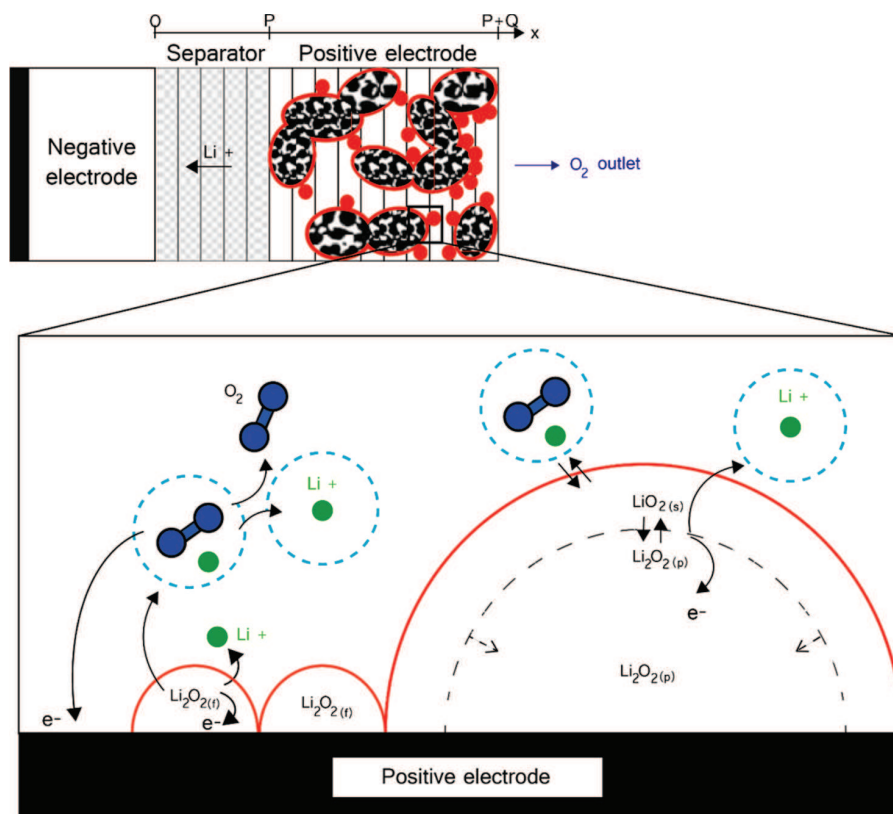 O P P+Q
x
Separator Positive electrode
Negative
electrode
Li +
O2 outlet
O2
Li +
Li +
Li +
LiO2(s)
Li2O2(p)
e-
Li2O2(p)
Li2O2(f)
e-
Li2O2(f)
e-
Positive electrode